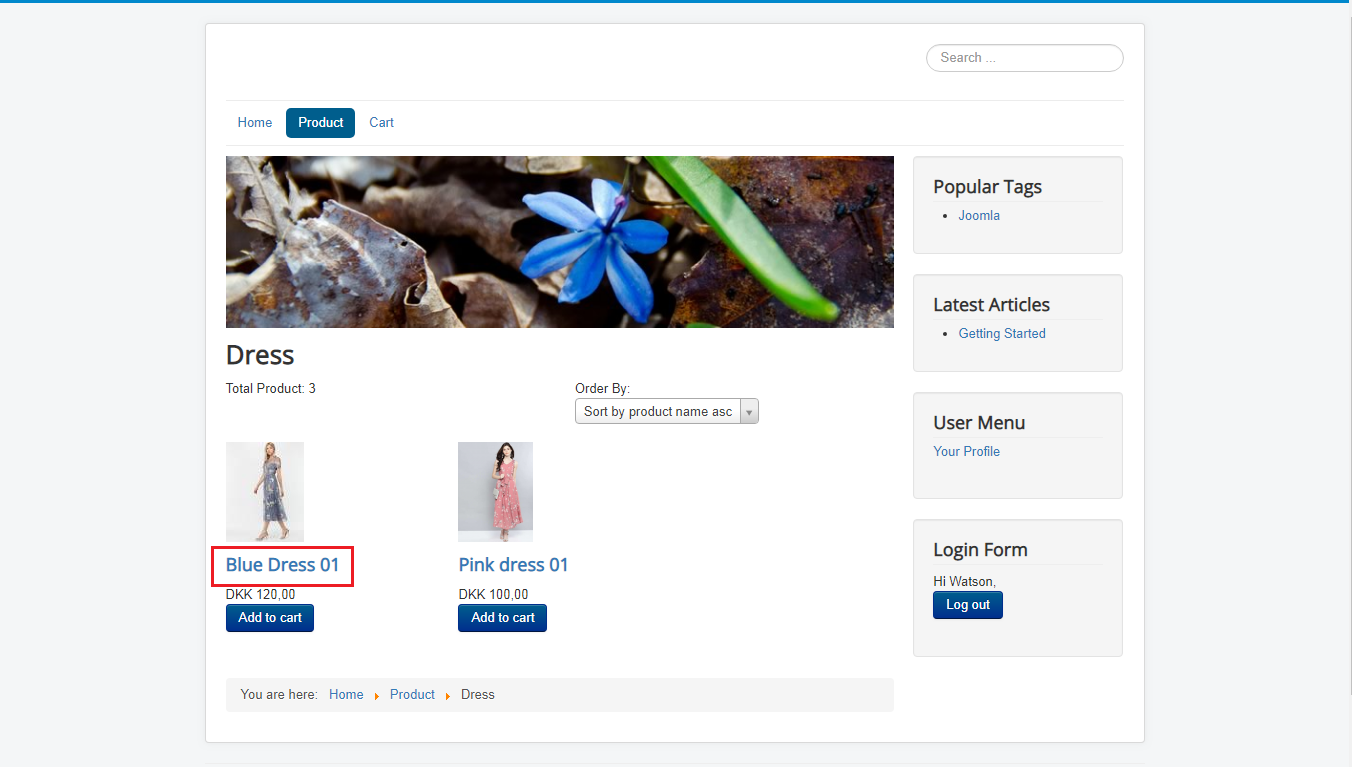 Search ...
Home Product Cart
Popular Tags
Joomla
Latest Articles
Getting Started
Dress
Total Product: 3
Order By:
Sort by product name asc
User Menu
Your Profile
Blue Dress 01
DKK 120,00
Add to cart
Pink dress 01
DKK 100,00
Add to cart
Login Form
Hi Watson,
Log out
You are here: Home Product Dress